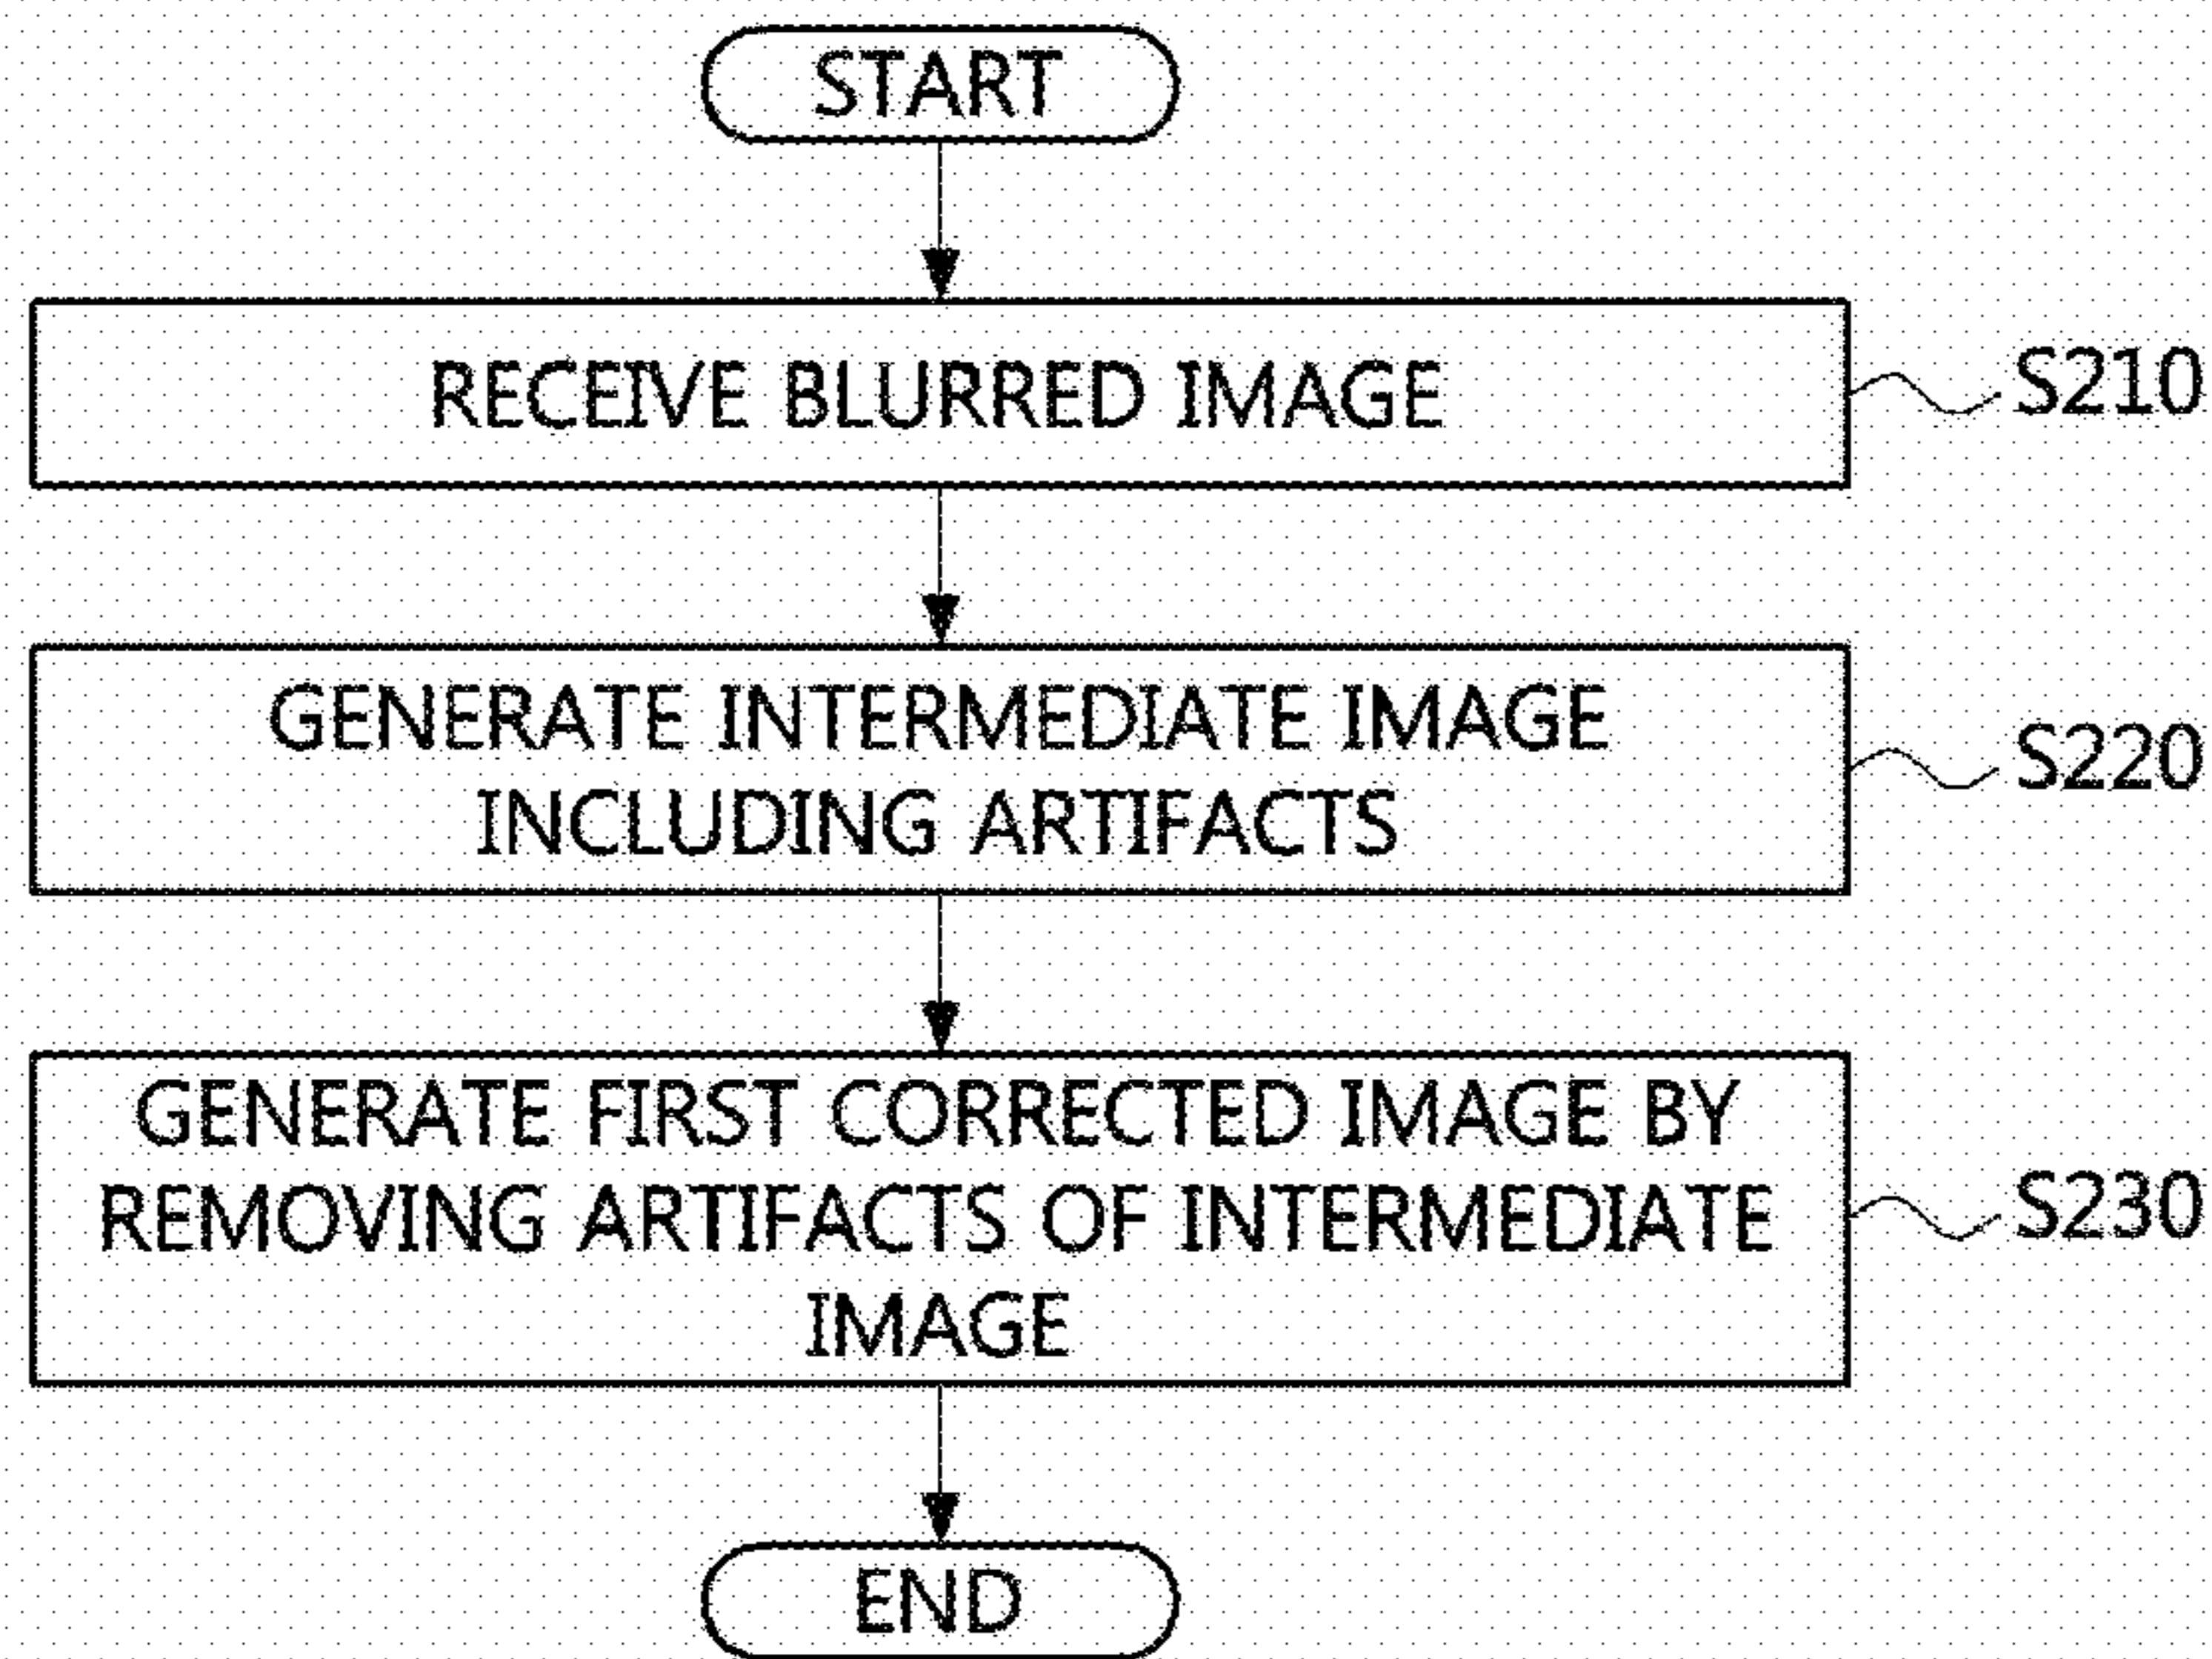 START
RECEIVE BLURRED IMAGE
S210
GENERATE INTERMEDIATE IMAGE
INCLUDING ARTIFACTS
S220
GENERATE FIRST CORRECTED IMAGE BY
REMOVING ARTIFACTS OF INTERMEDIATE
IMAGE
S230
END